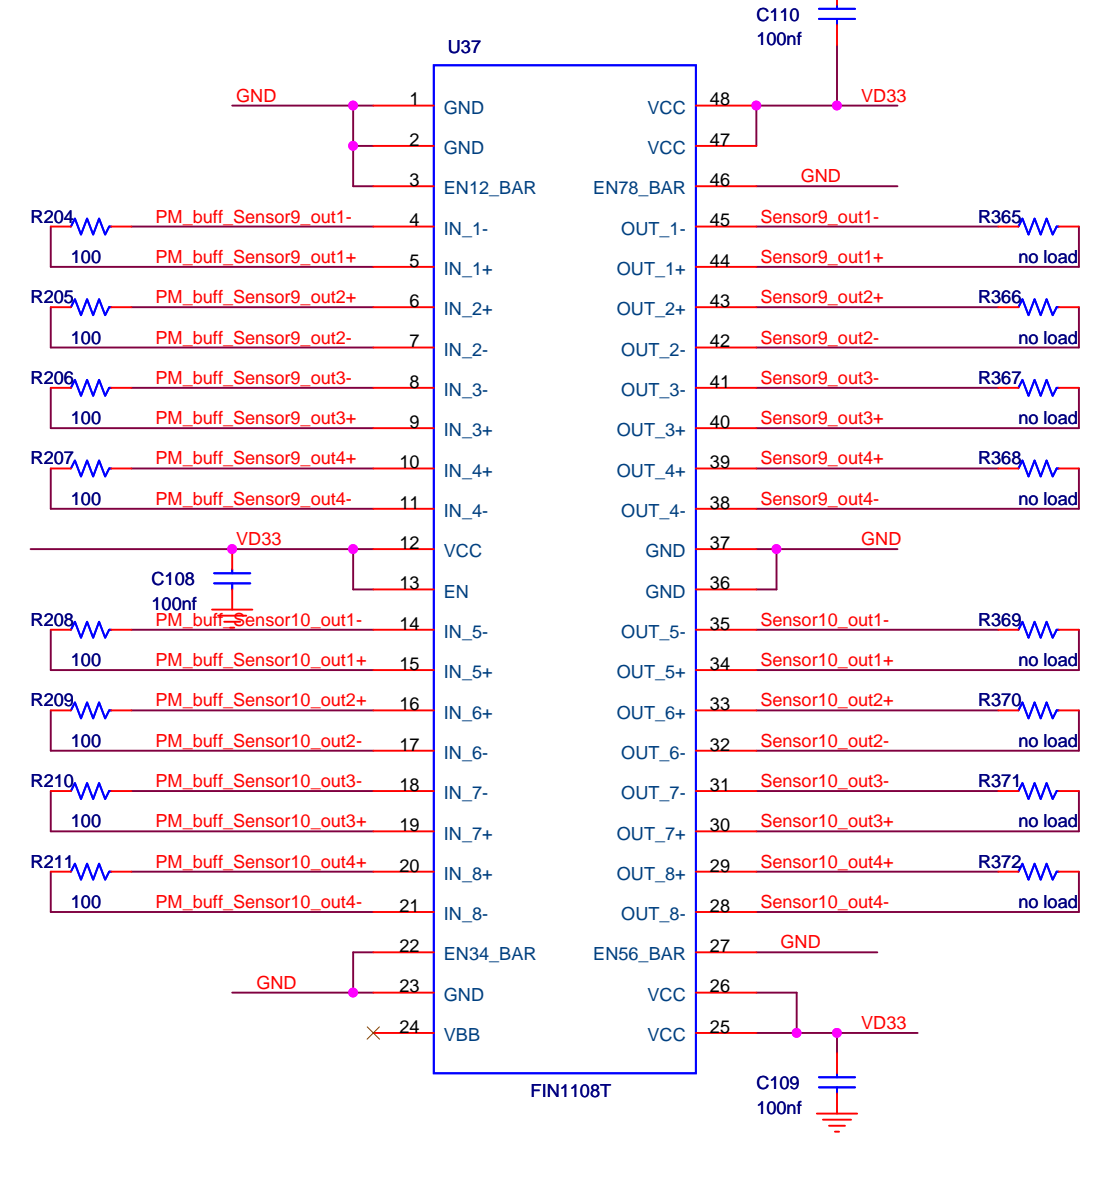 C110
100nf
U37
GND 1 GND VCC 48 VD33
2 GND VCC 47
3 EN12_BAR EN78_BAR 46 GND
R204 PM_buff_Sensor9_out1- 4 IN_1- OUT_1- 45 Sensor9_out1- R365
100 PM_buff_Sensor9_out1+ 5 IN_1+ OUT_1+ 44 Sensor9_out1+ no load
R205 PM_buff_Sensor9_out2+ 6 IN_2+ OUT_2+ 43 Sensor9_out2+ R366
100 PM_buff_Sensor9_out2- 7 IN_2- OUT_2- 42 Sensor9_out2- no load
R206 PM_buff_Sensor9_out3- 8 IN_3- OUT_3- 41 Sensor9_out3- R367
100 PM_buff_Sensor9_out3+ 9 IN_3+ OUT_3+ 40 Sensor9_out3+ no load
R207 PM_buff_Sensor9_out4+ 10 IN_4+ OUT_4+ 39 Sensor9_out4+ R368
100 PM_buff_Sensor9_out4- 11 IN_4- OUT_4- 38 Sensor9_out4- no load
VD33 12 VCC GND 37 GND
C108 13 EN GND 36
100nf
R208 PM_buff_Sensor10_out1- 14 IN_5- OUT_5- 35 Sensor10_out1- R369
100 PM_buff_Sensor10_out1+ 15 IN_5+ OUT_5+ 34 Sensor10_out1+ no load
R209 PM_buff_Sensor10_out2+ 16 IN_6+ OUT_6+ 33 Sensor10_out2+ R370
100 PM_buff_Sensor10_out2- 17 IN_6- OUT_6- 32 Sensor10_out2- no load
R210 PM_buff_Sensor10_out3- 18 IN_7- OUT_7- 31 Sensor10_out3- R371
100 PM_buff_Sensor10_out3+ 19 IN_7+ OUT_7+ 30 Sensor10_out3+ no load
R211 PM_buff_Sensor10_out4+ 20 IN_8+ OUT_8+ 29 Sensor10_out4+ R372
100 PM_buff_Sensor10_out4- 21 IN_8- OUT_8- 28 Sensor10_out4- no load
22 EN34_BAR EN56_BAR 27 GND
GND 23 GND VCC 26
24 VBB VCC 25 VD33
FIN1108T
C109
100nf